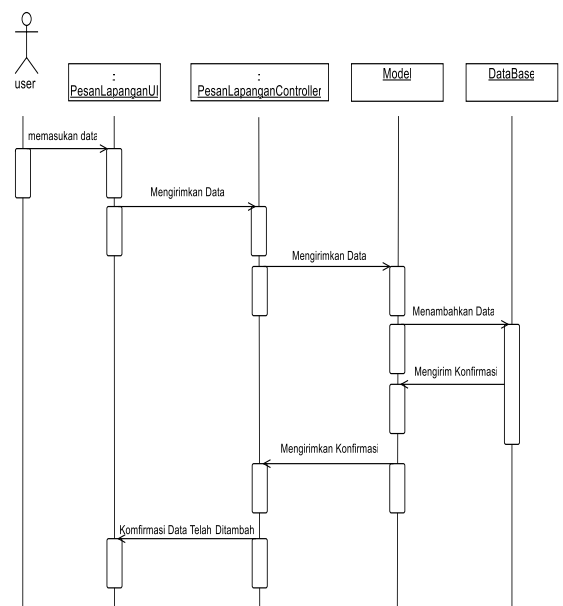 user
:
PesanLapanganUI
:
PesanLapanganController
Model
DataBase
memasukan data
Mengirimkan Data
Mengirimkan Data
Menambahkan Data
Mengirim Konfirmasi
Mengirimkan Konfirmasi
Komfirmasi Data Telah Ditambah